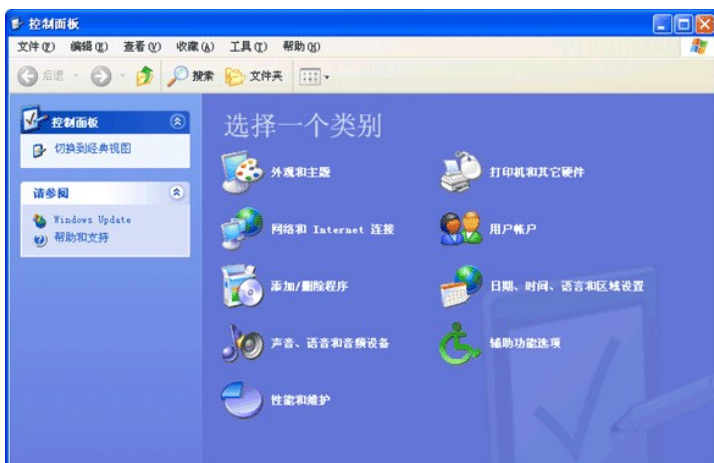 控制面板
文件(F) 编辑(E) 查看(V) 收藏(A) 工具(T) 帮助(H)
后退 搜索 文件夹
控制面板
切换到经典视图
请参阅
Windows Update
帮助和支持
选择一个类别
外观和主题
打印机和其它硬件
网络和 Internet 连接
用户帐户
添加/删除程序
日期、时间、语言和区域设置
声音、语音和音频设备
辅助功能选项
性能和维护